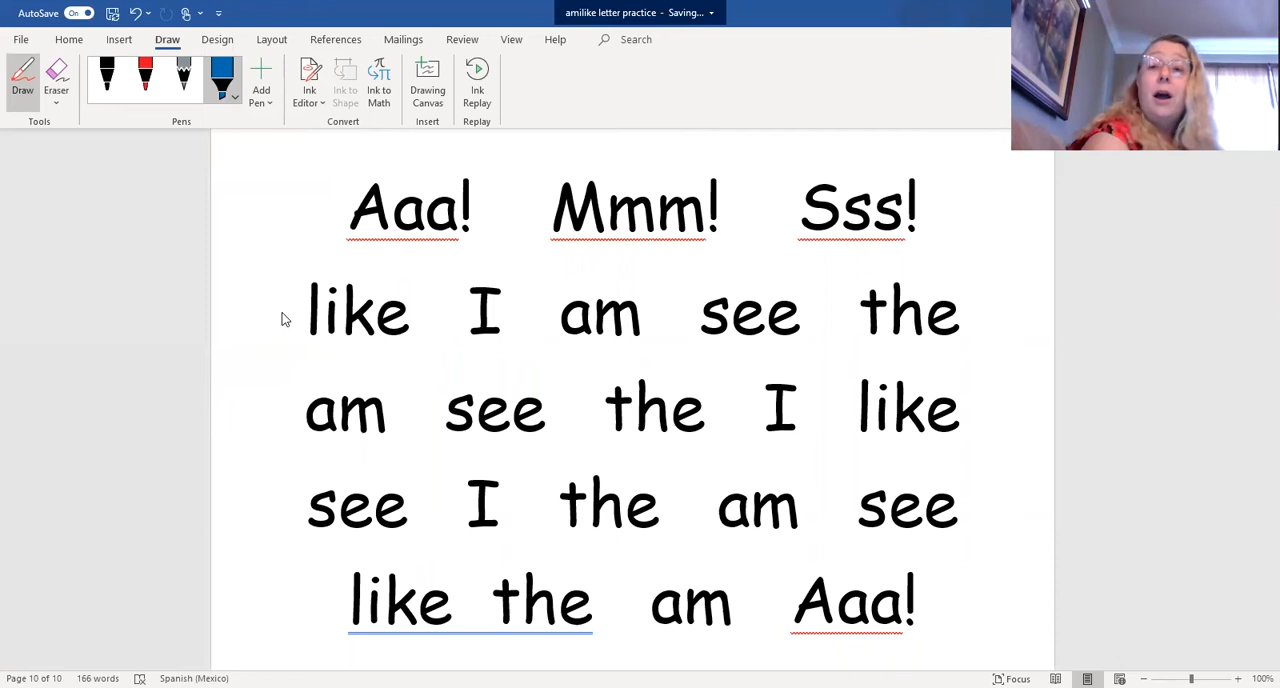 AutoSave On amilike letter practice - Saving...
File Home Insert Draw Design Layout References Mailings Review View Help Search
Draw Eraser Add Pen Ink Editor Ink to Shape Ink to Math Drawing Canvas Ink Replay
Tools Pens Convert Insert Replay
Aaa! Mmm! Sss!
like I am see the
am see the I like
see I the am see
like the am Aaa!
Page 10 of 10 166 words Spanish (Mexico) Focus 100%